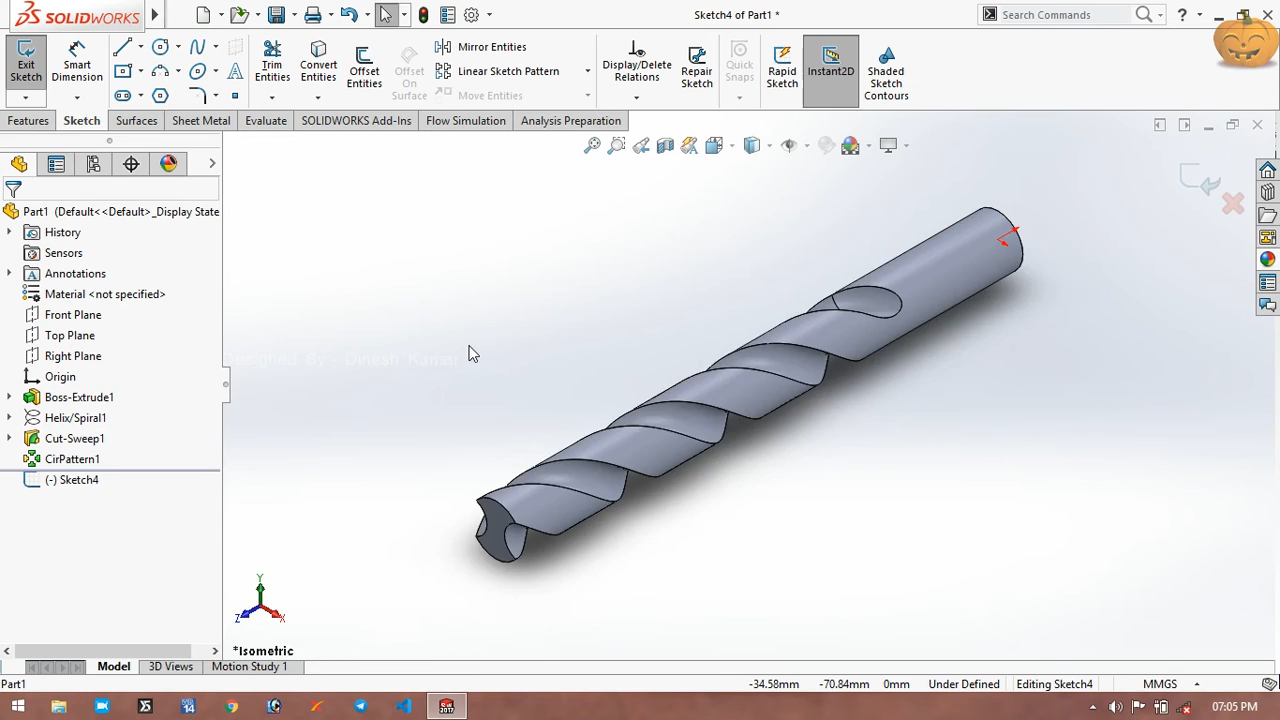 SOLIDWORKS
Sketch4 of Part1 *
Search Commands
Exit Sketch
Smart Dimension
Trim Entities
Convert Entities
Offset Entities
Offset On Surface
Mirror Entities
Linear Sketch Pattern
Move Entities
Display/Delete Relations
Repair Sketch
Quick Snaps
Rapid Sketch
Instant2D
Shaded Sketch Contours
Features
Sketch
Surfaces
Sheet Metal
Evaluate
SOLIDWORKS Add-Ins
Flow Simulation
Analysis Preparation
Part1 (Default<<Default>_Display State
History
Sensors
Annotations
Material <not specified>
Front Plane
Top Plane
Right Plane
Origin
Boss-Extrude1
Helix/Spiral1
Cut-Sweep1
CirPattern1
(-) Sketch4
Designed By - Dinesh
Y
Z
X
*Isometric
Model
3D Views
Motion Study 1
Part1
-34.58mm
-70.84mm
0mm
Under Defined
Editing Sketch4
MMGS
07:05 PM